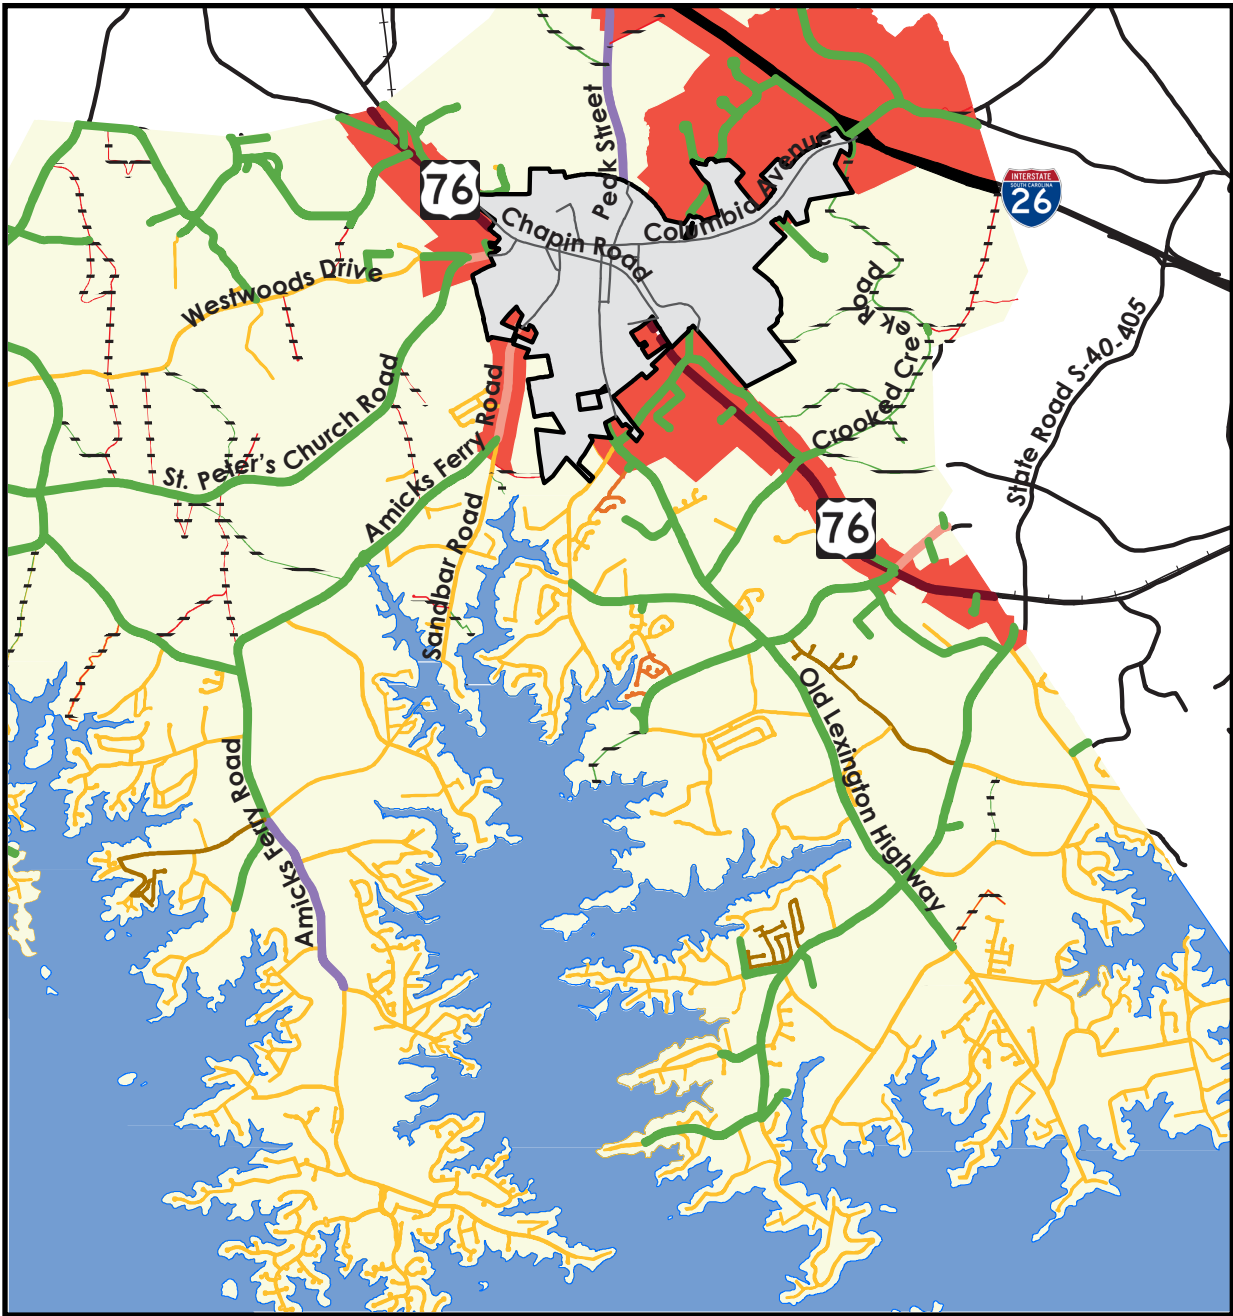 Peak Street
Columbia Avenue
76
INTERSTATE
SOUTH CAROLINA
26
Chapin Road
Westwoods Drive
Crooked Creek Road
State Road S-40-405
St. Peter's Church Road
Amicks Ferry Road
Sandbar Road
76
Old Lexington Highway
Amicks Ferry Road